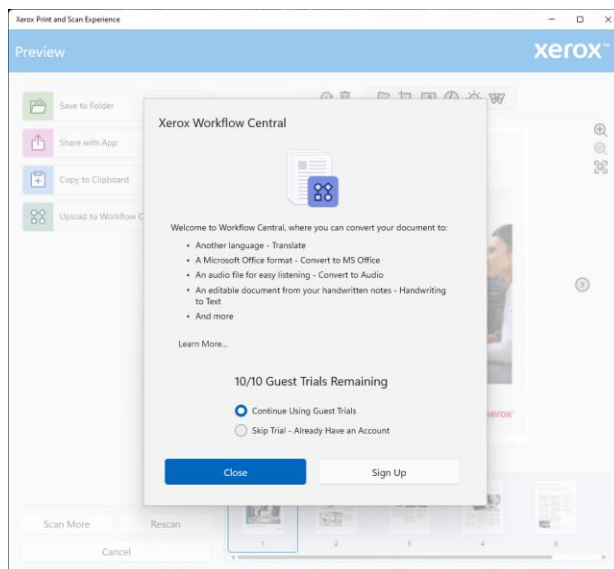 Xerox Print and Scan Experience
Preview
xerox™
Save to Folder
Share with App
Copy to Clipboard
Upload to Workflow C
Xerox Workflow Central
Welcome to Workflow Central, where you can convert your document to:
• Another language - Translate
• A Microsoft Office format - Convert to MS Office
• An audio file for easy listening - Convert to Audio
• An editable document from your handwritten notes - Handwriting
to Text
• And more
Learn More...
10/10 Guest Trials Remaining
Continue Using Guest Trials
Skip Trial - Already Have an Account
Close
Sign Up
xerox
Scan More
Rescan
Cancel
1
2
3
4
5